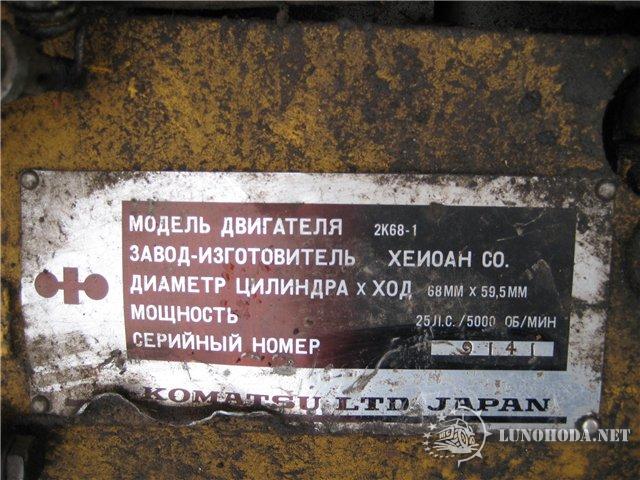 МОДЕЛЬ ДВИГАТЕЛЯ 2К68-1
ЗАВОД-ИЗГОТОВИТЕЛЬ ХЕИОАН СО.
ДИАМЕТР ЦИЛИНДРА х ХОД 68ММ х 59,5ММ
МОЩНОСТЬ 25Л.С./5000 ОБ/МИН
СЕРИЙНЫЙ НОМЕР 9141
KOMATSU LTD JAPAN
LUNOHODA.NET